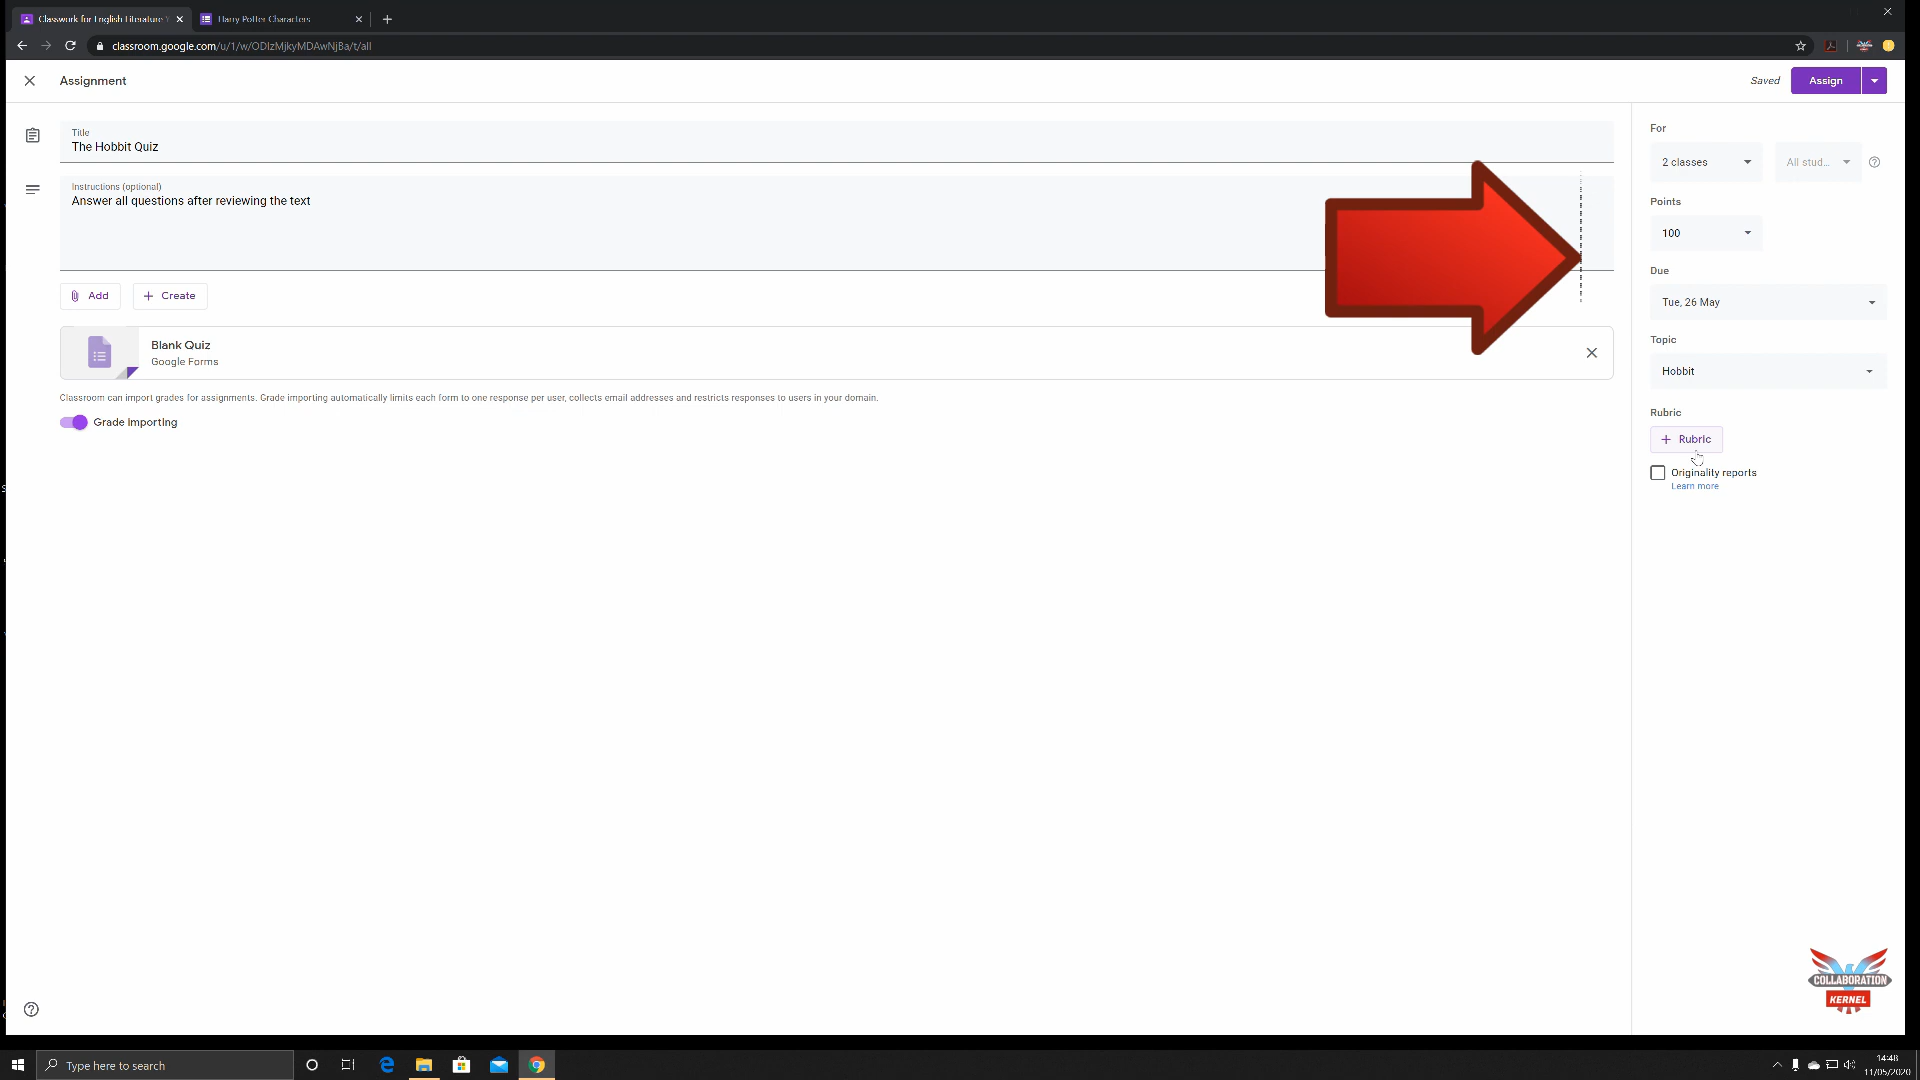 Classwork for English Literature
Harry Potter Characters
classroom.google.com/u/1/w/ODIzMjkyMDAwNjBa/t/all
Assignment
Saved
Assign
Title
The Hobbit Quiz
Instructions (optional)
Answer all questions after reviewing the text
Add
Create
Blank Quiz
Google Forms
Classroom can import grades for assignments. Grade importing automatically limits each form to one response per user, collects email addresses and restricts responses to users in your domain.
Grade Importing
For
2 classes
All stud...
Points
100
Due
Tue, 26 May
Topic
Hobbit
Rubric
Rubric
Originality reports
Learn more
COLLABORATION
KERNEL
Type here to search
14:48
11/05/2020